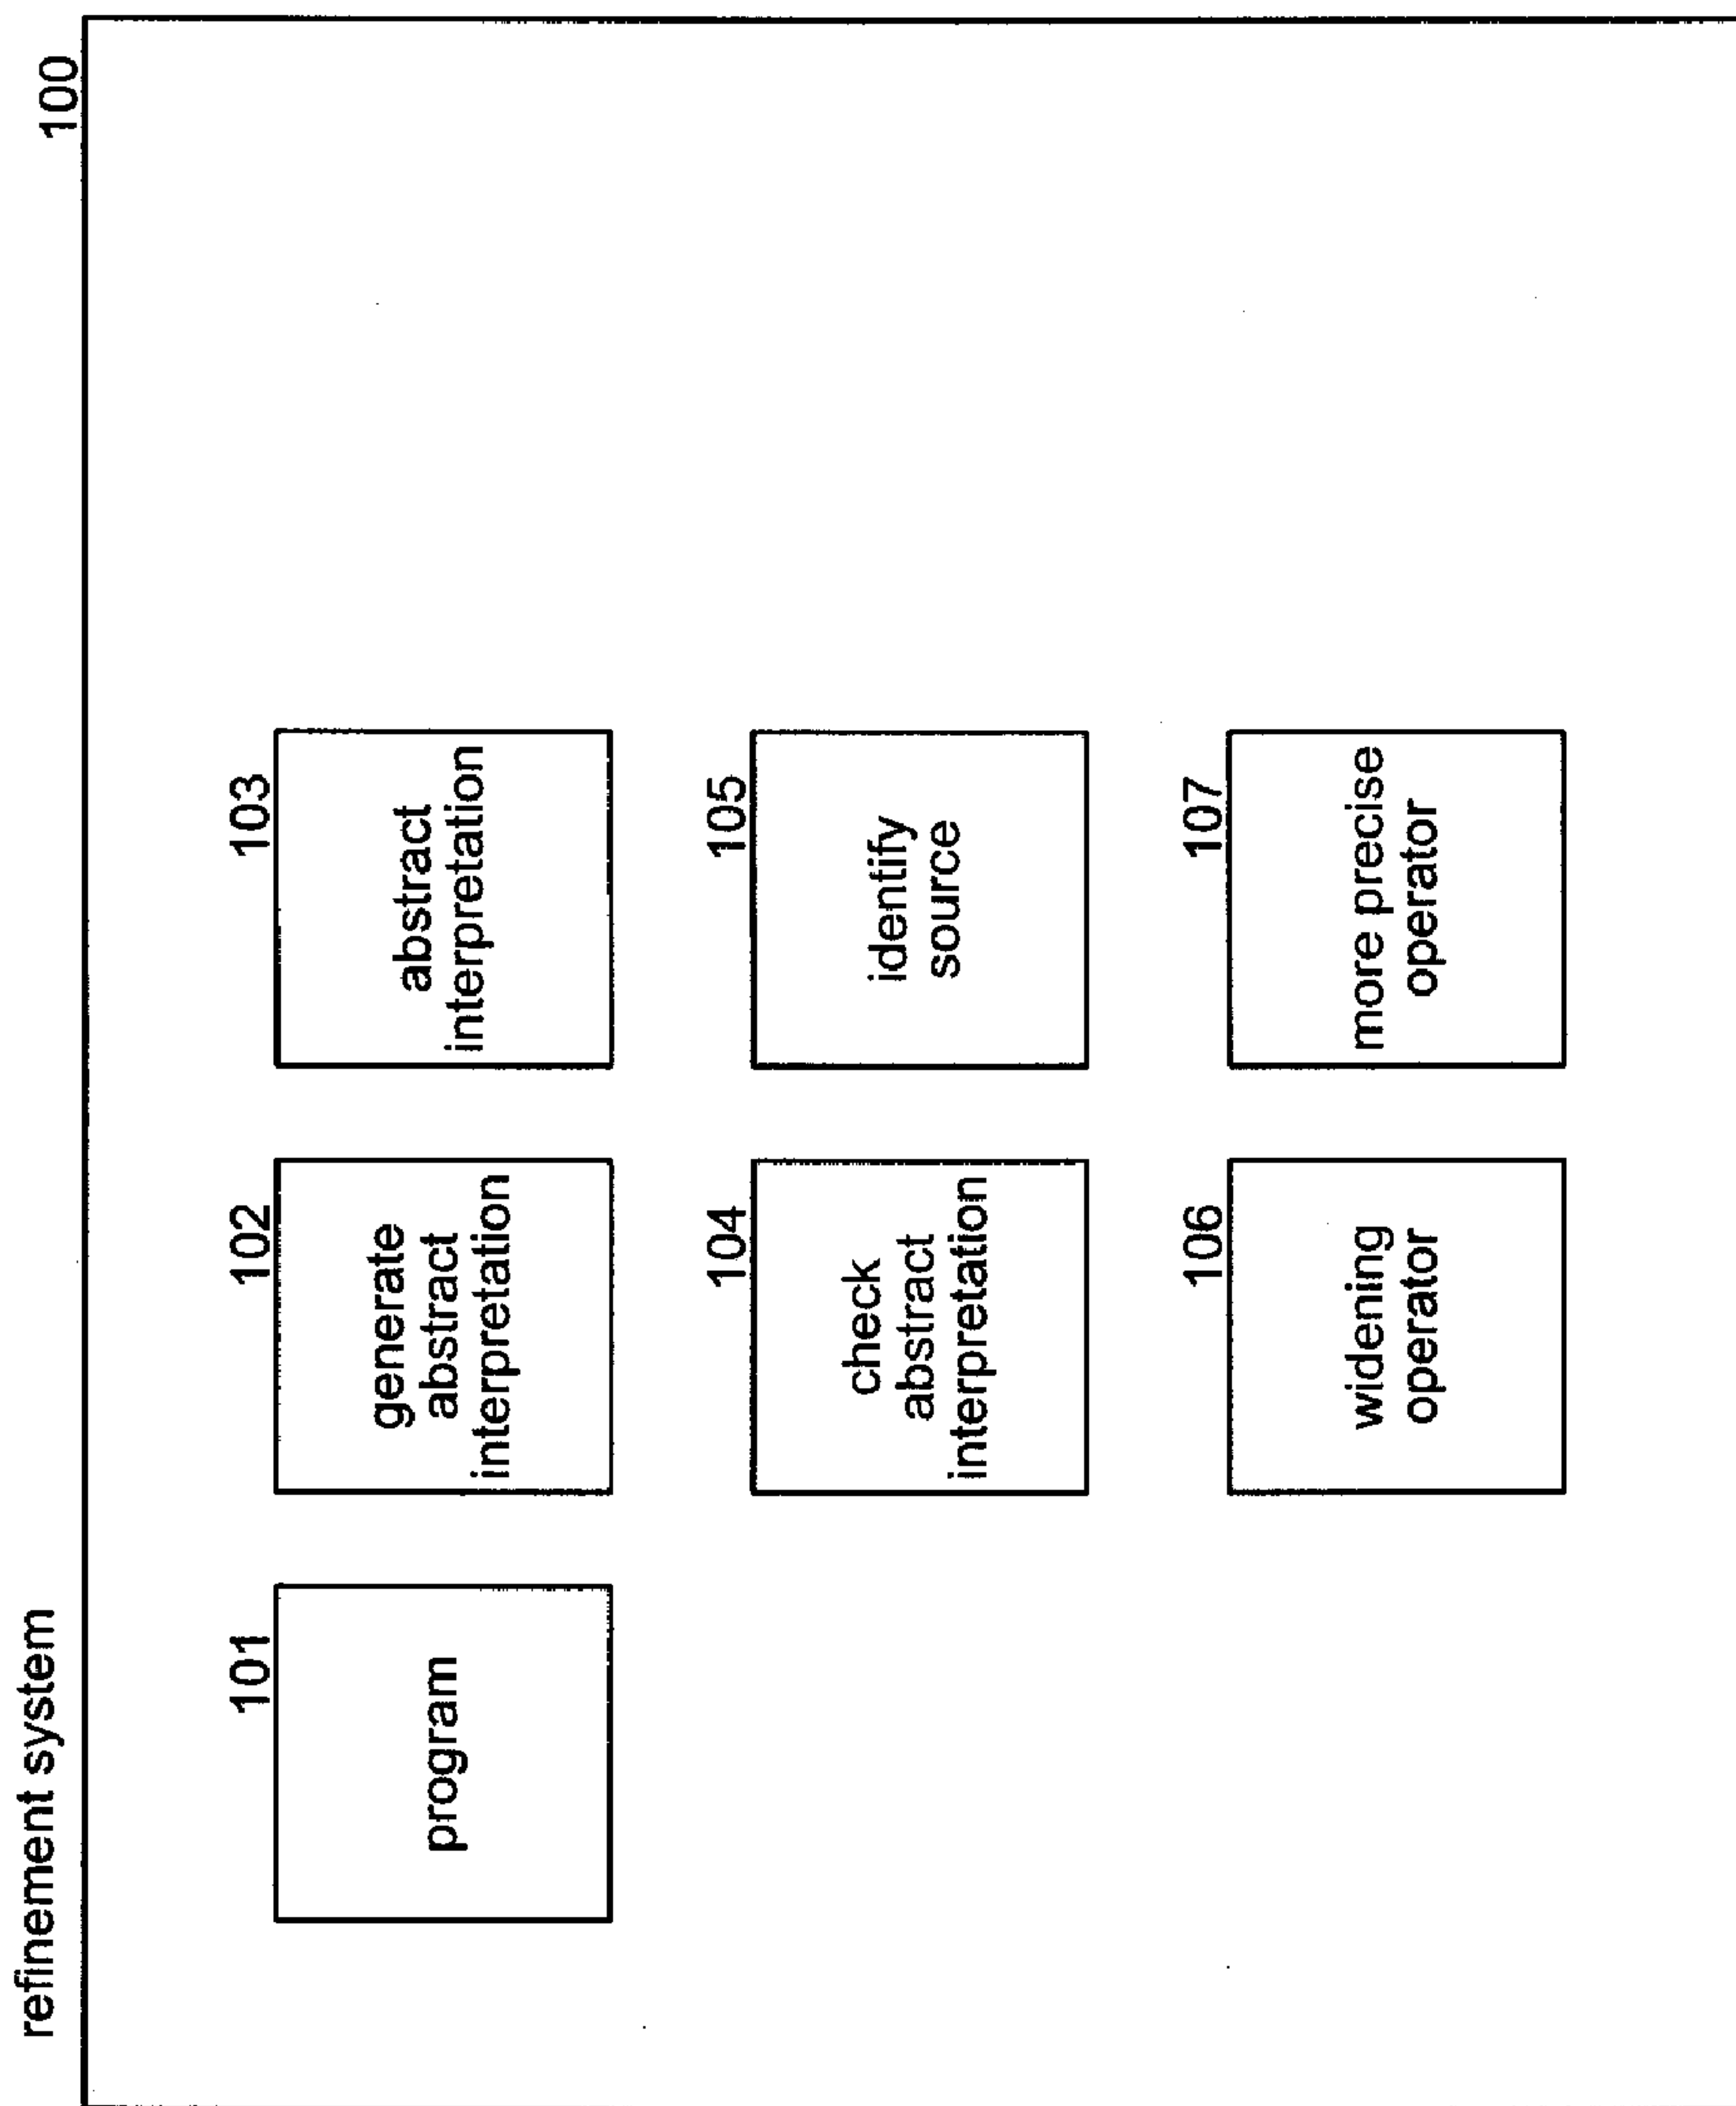 refinement system
100
101
program
102
generate
abstract
interpretation
103
abstract
interpretation
104
check
abstract
interpretation
105
identify
source
106
widening
operator
107
more precise
operator